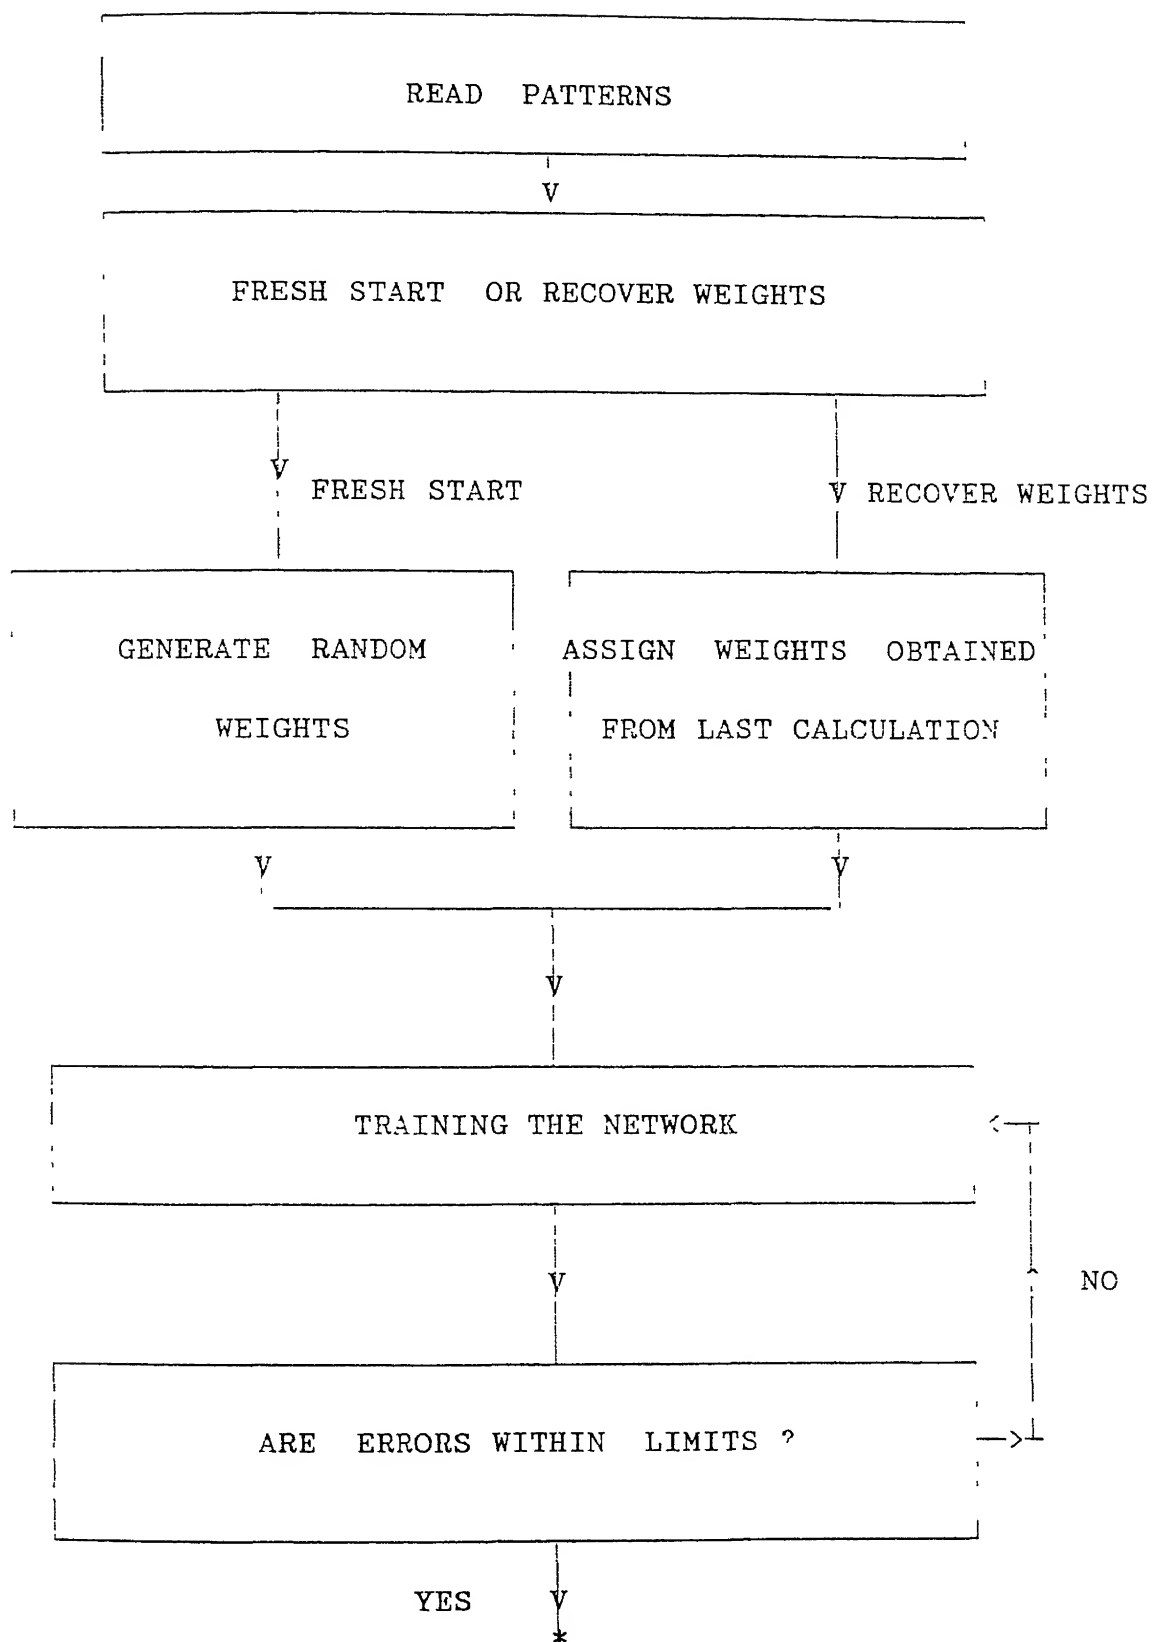 READ PATTERNS
V
FRESH START OR RECOVER WEIGHTS
V
FRESH START
V RECOVER WEIGHTS
GENERATE RANDOM
WEIGHTS
ASSIGN WEIGHTS OBTAINED
FROM LAST CALCULATION
V
V
V
TRAINING THE NETWORK
V
NO
ARE ERRORS WITHIN LIMITS ?
YES V
*